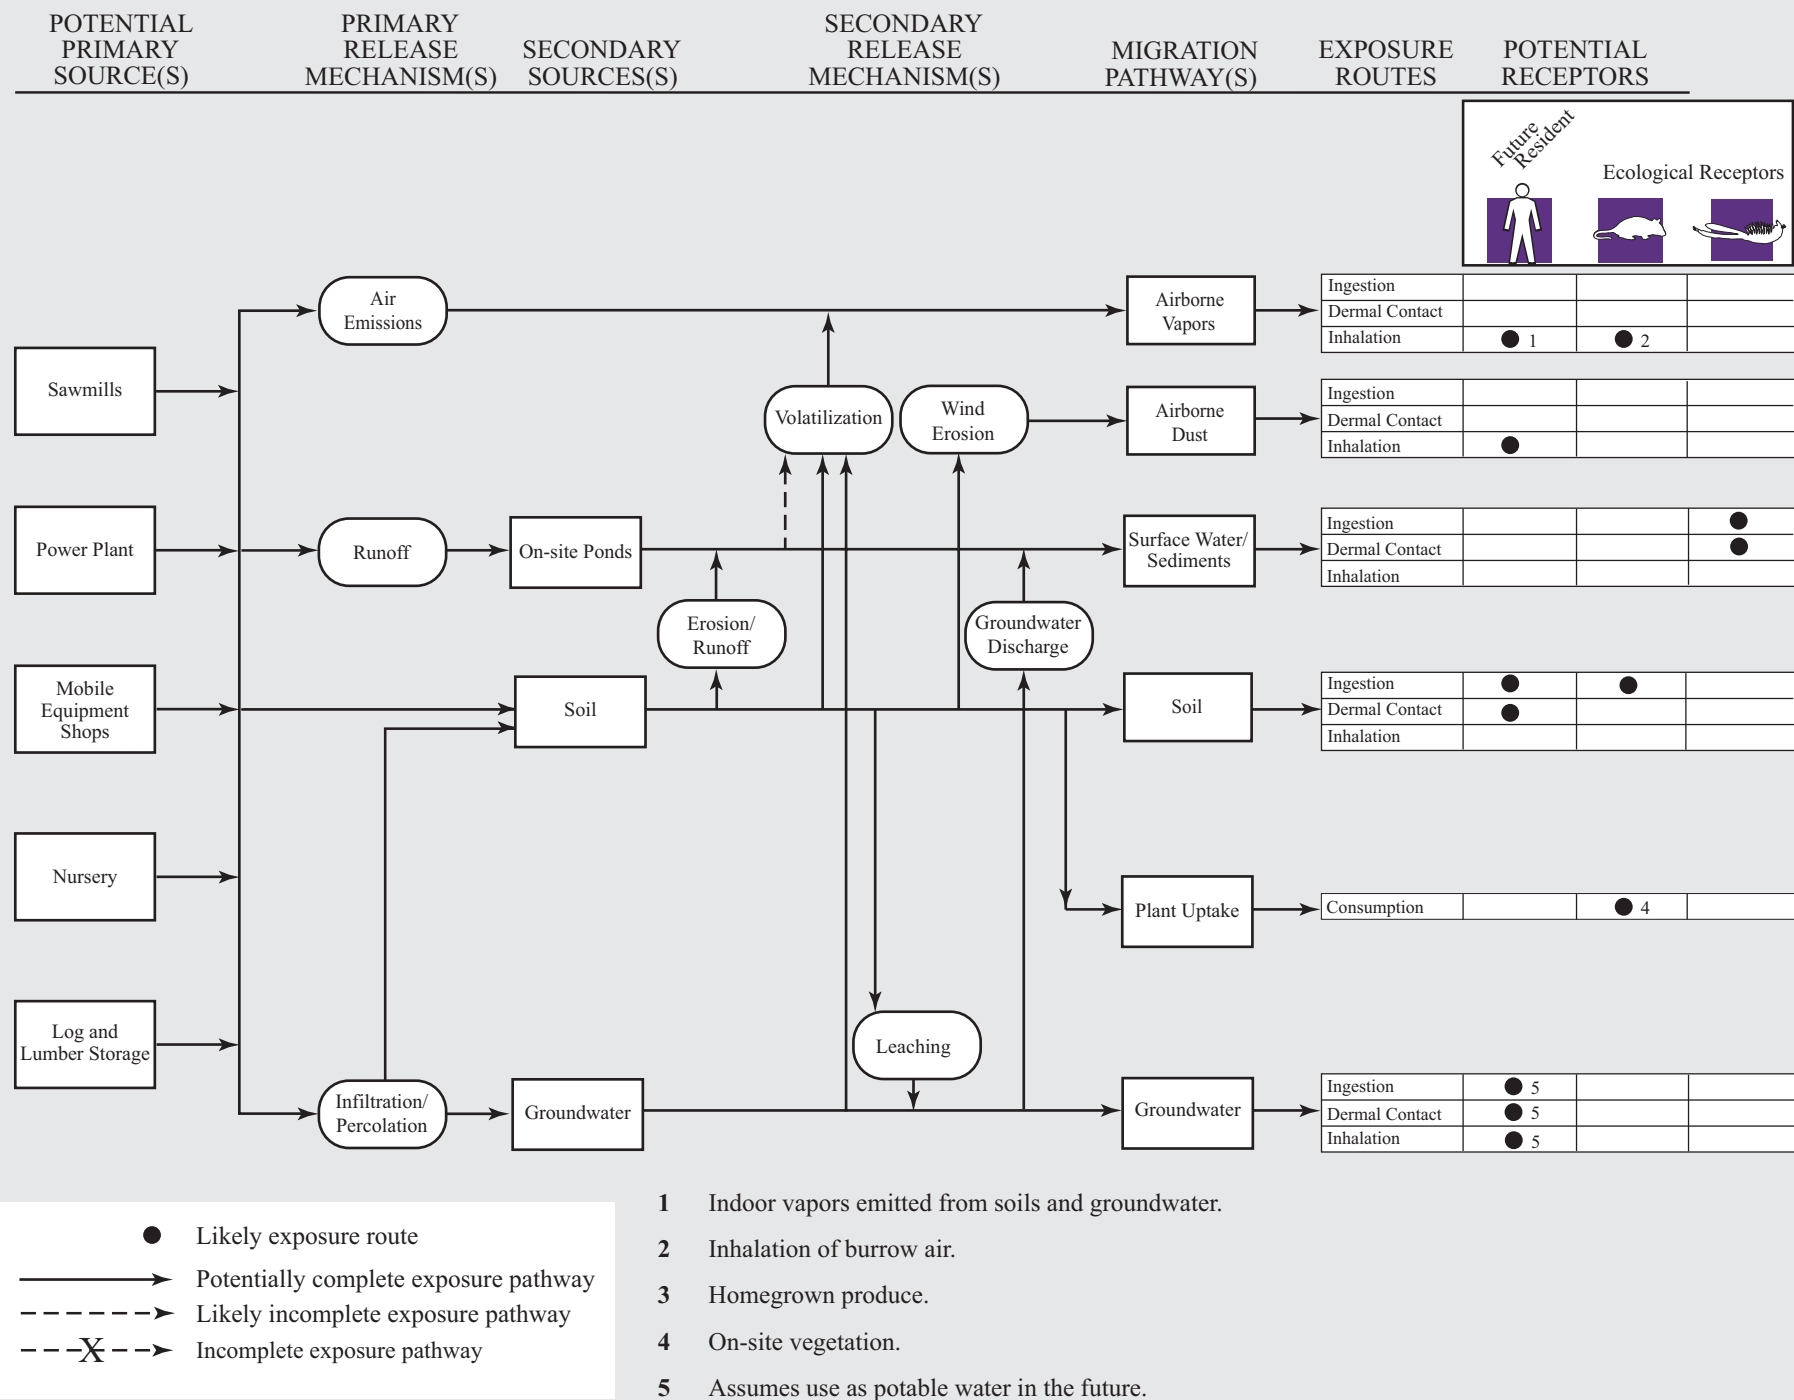 POTENTIAL
PRIMARY
SOURCE(S)
PRIMARY
RELEASE
MECHANISM(S)
SECONDARY
SOURCES(S)
SECONDARY
RELEASE
MECHANISM(S)
MIGRATION
PATHWAY(S)
EXPOSURE
ROUTES
POTENTIAL
RECEPTORS
Future
Resident
Ecological Receptors
Air
Emissions
Airborne
Vapors
Ingestion
Dermal Contact
Inhalation
1
2
Sawmills
Volatilization
Wind
Erosion
Airborne
Dust
Ingestion
Dermal Contact
Inhalation
Power Plant
Runoff
On-site Ponds
Surface Water/
Sediments
Ingestion
Dermal Contact
Inhalation
Erosion/
Runoff
Groundwater
Discharge
Mobile
Equipment
Shops
Soil
Soil
Ingestion
Dermal Contact
Inhalation
Nursery
Plant Uptake
Consumption
4
Log and
Lumber Storage
Leaching
Infiltration/
Percolation
Groundwater
Groundwater
Ingestion
5
Dermal Contact
5
Inhalation
5
Likely exposure route
Potentially complete exposure pathway
Likely incomplete exposure pathway
X Incomplete exposure pathway
1 Indoor vapors emitted from soils and groundwater.
2 Inhalation of burrow air.
3 Homegrown produce.
4 On-site vegetation.
5 Assumes use as potable water in the future.